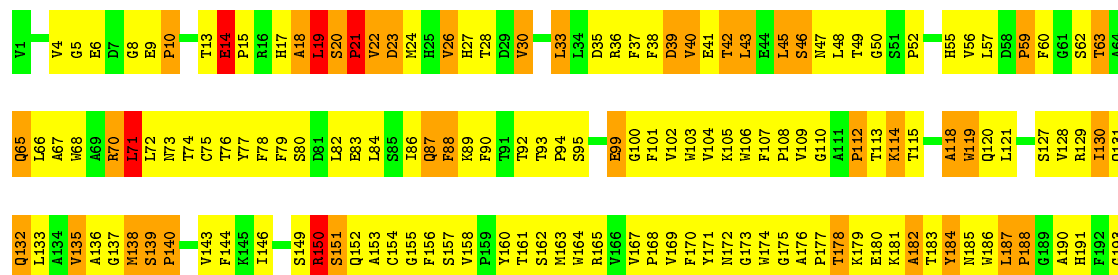 V1 V4 G5 E6 D7 G8 E9 P10 T13 E14 P15 R16 H17 A18 L19 S20 P21 V22 D23 M24 H25 V26 H27 T28 D29 V30 L33 L34 D35 R36 F37 F38 D39 V40 E41 T42 L43 E44 L45 S46 N47 L48 T49 G50 S51 P52 H55 V56 L57 D58 P59 F60 G61 S62 T63
Q65 L66 A67 W68 A69 R70 L71 L72 N73 T74 C75 T76 Y77 F78 F79 S80 D81 L82 E83 L84 S85 I86 Q87 F88 K89 F90 T91 T92 T93 P94 S95 E99 G100 F101 V102 W103 V104 K105 W106 F107 P108 V109 G110 A111 P112 T113 K114 T115 A118 W119 Q120 L121 S127 V128 R129 I130
Q132 L133 A134 V135 A136 G137 M138 S139 P140 V143 F144 K145 I146 S149 R150 S151 Q152 A153 C154 G155 F156 S157 V158 P159 Y160 T161 S162 M163 W164 R165 V166 V167 P168 V169 F170 Y171 N172 G173 W174 G175 A176 P177 T178 K179 E180 K181 A182 T183 Y184 N185 W186 L187 P188 G189 A190 H191 F192